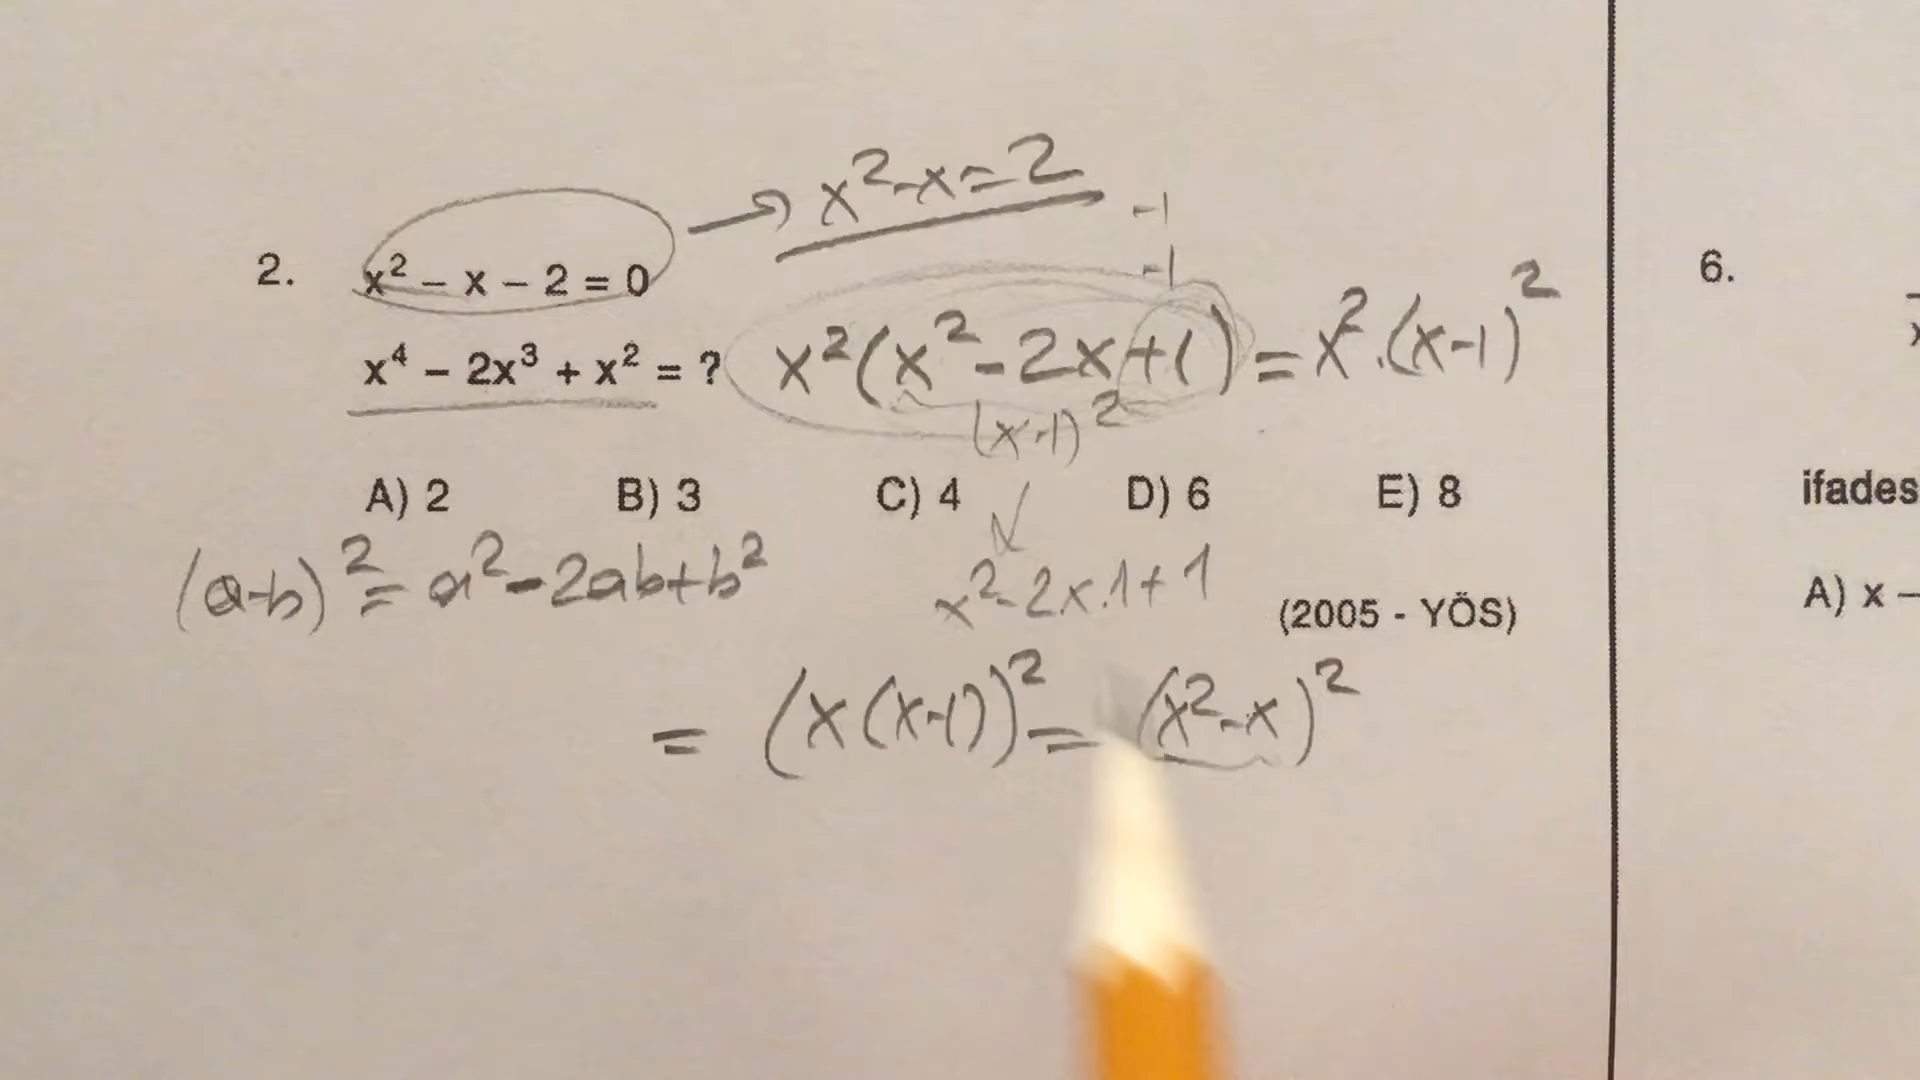 x² - x = 2
-1
-1
2. x² – x – 2 = 0
x⁴ – 2x³ + x² = ? x²(x² - 2x + 1) = x².(x-1)²
(x-1)²
A) 2 B) 3 C) 4 D) 6 E) 8
(a-b)² = a² - 2ab + b²
x² - 2x.1 + 1
(2005 - YÖS)
= (x(x-1))² = (x² - x)²
6.
ifades
A) x –